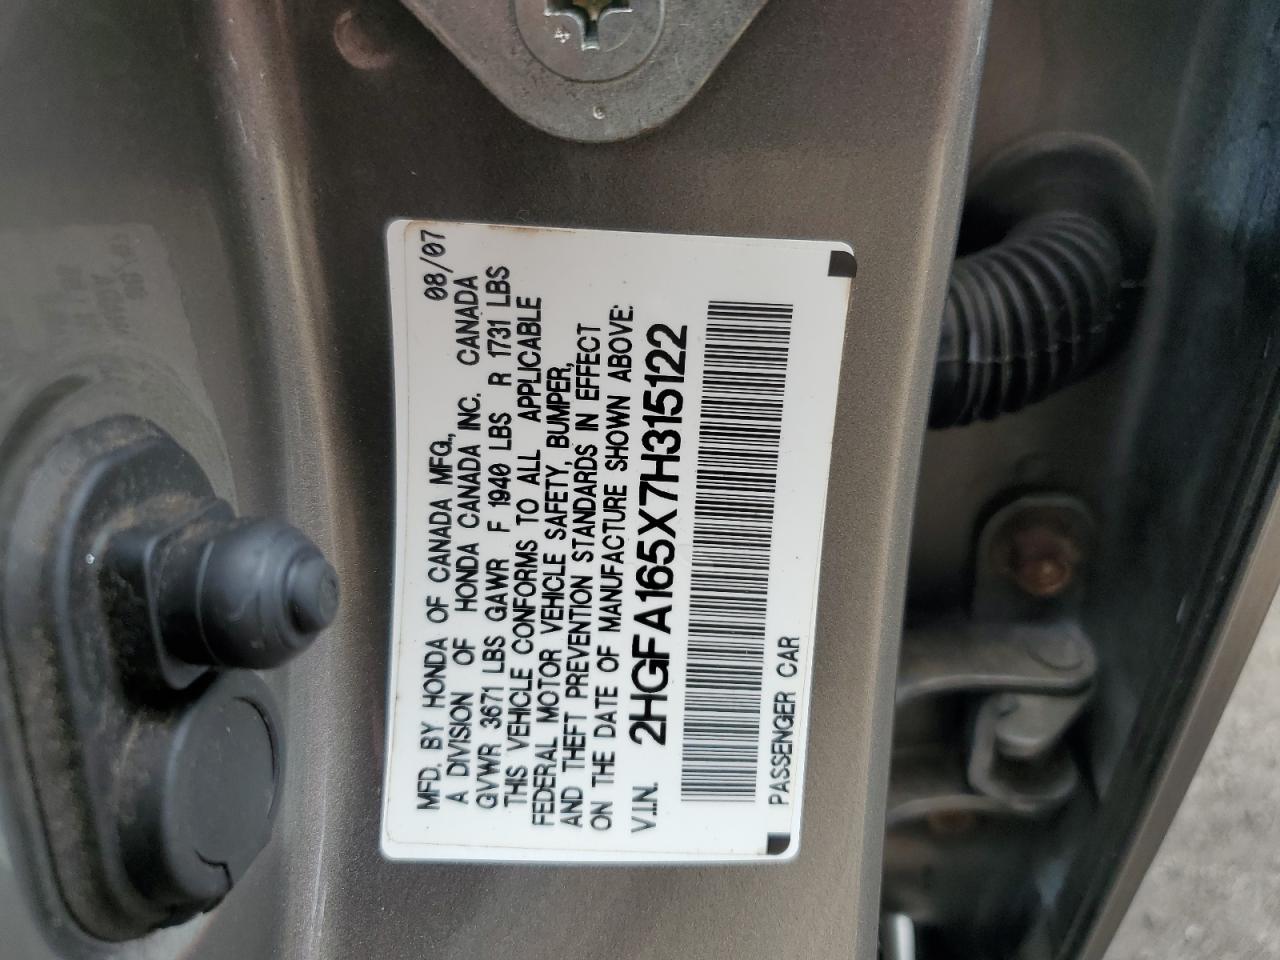 MFD. BY HONDA OF CANADA MFG., 08/07
A DIVISION OF HONDA CANADA INC. CANADA
GVWR 3671 LBS GAWR F 1940 LBS R 1731 LBS
THIS VEHICLE CONFORMS TO ALL APPLICABLE
FEDERAL MOTOR VEHICLE SAFETY, BUMPER,
AND THEFT PREVENTION STANDARDS IN EFFECT
ON THE DATE OF MANUFACTURE SHOWN ABOVE:
V.I.N. 2HGFA165X7H315122
PASSENGER CAR